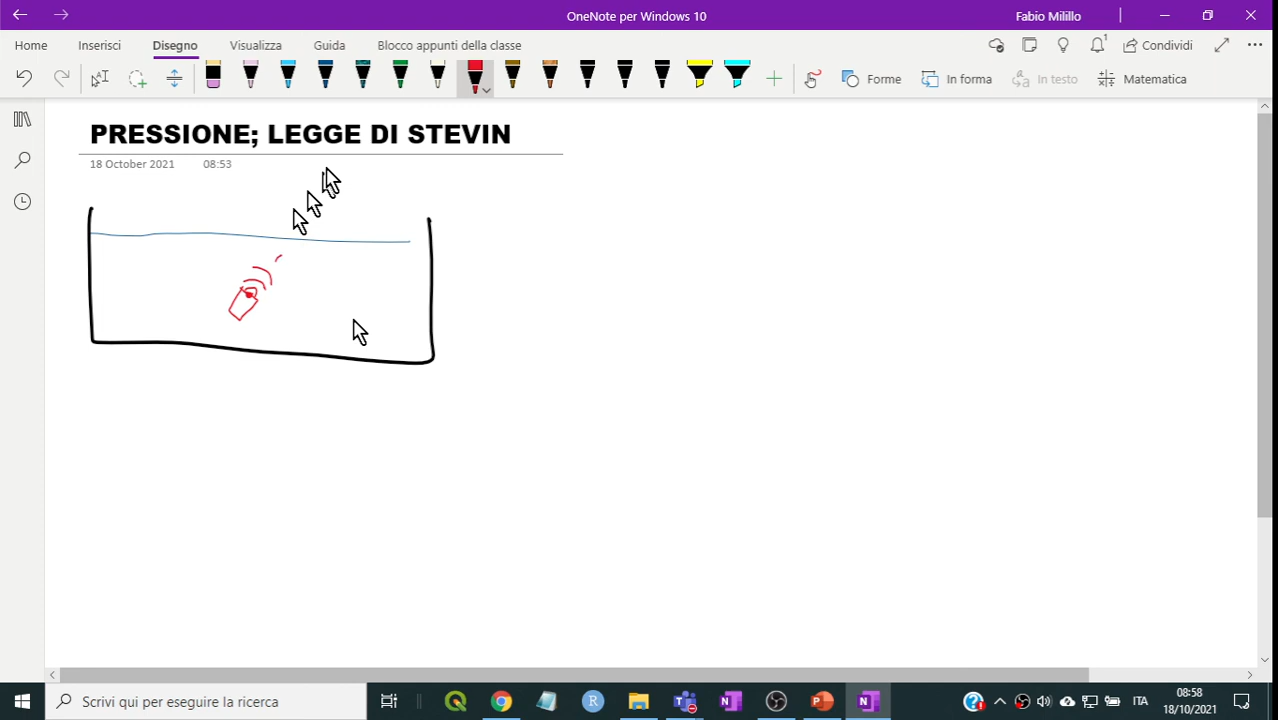 OneNote per Windows 10
Fabio Milillo
Home Inserisci Disegno Visualizza Guida Blocco appunti della classe Condividi
Forme In forma In testo Matematica
PRESSIONE; LEGGE DI STEVIN
18 October 2021 08:53
Scrivi qui per eseguire la ricerca
ITA
08:58
18/10/2021